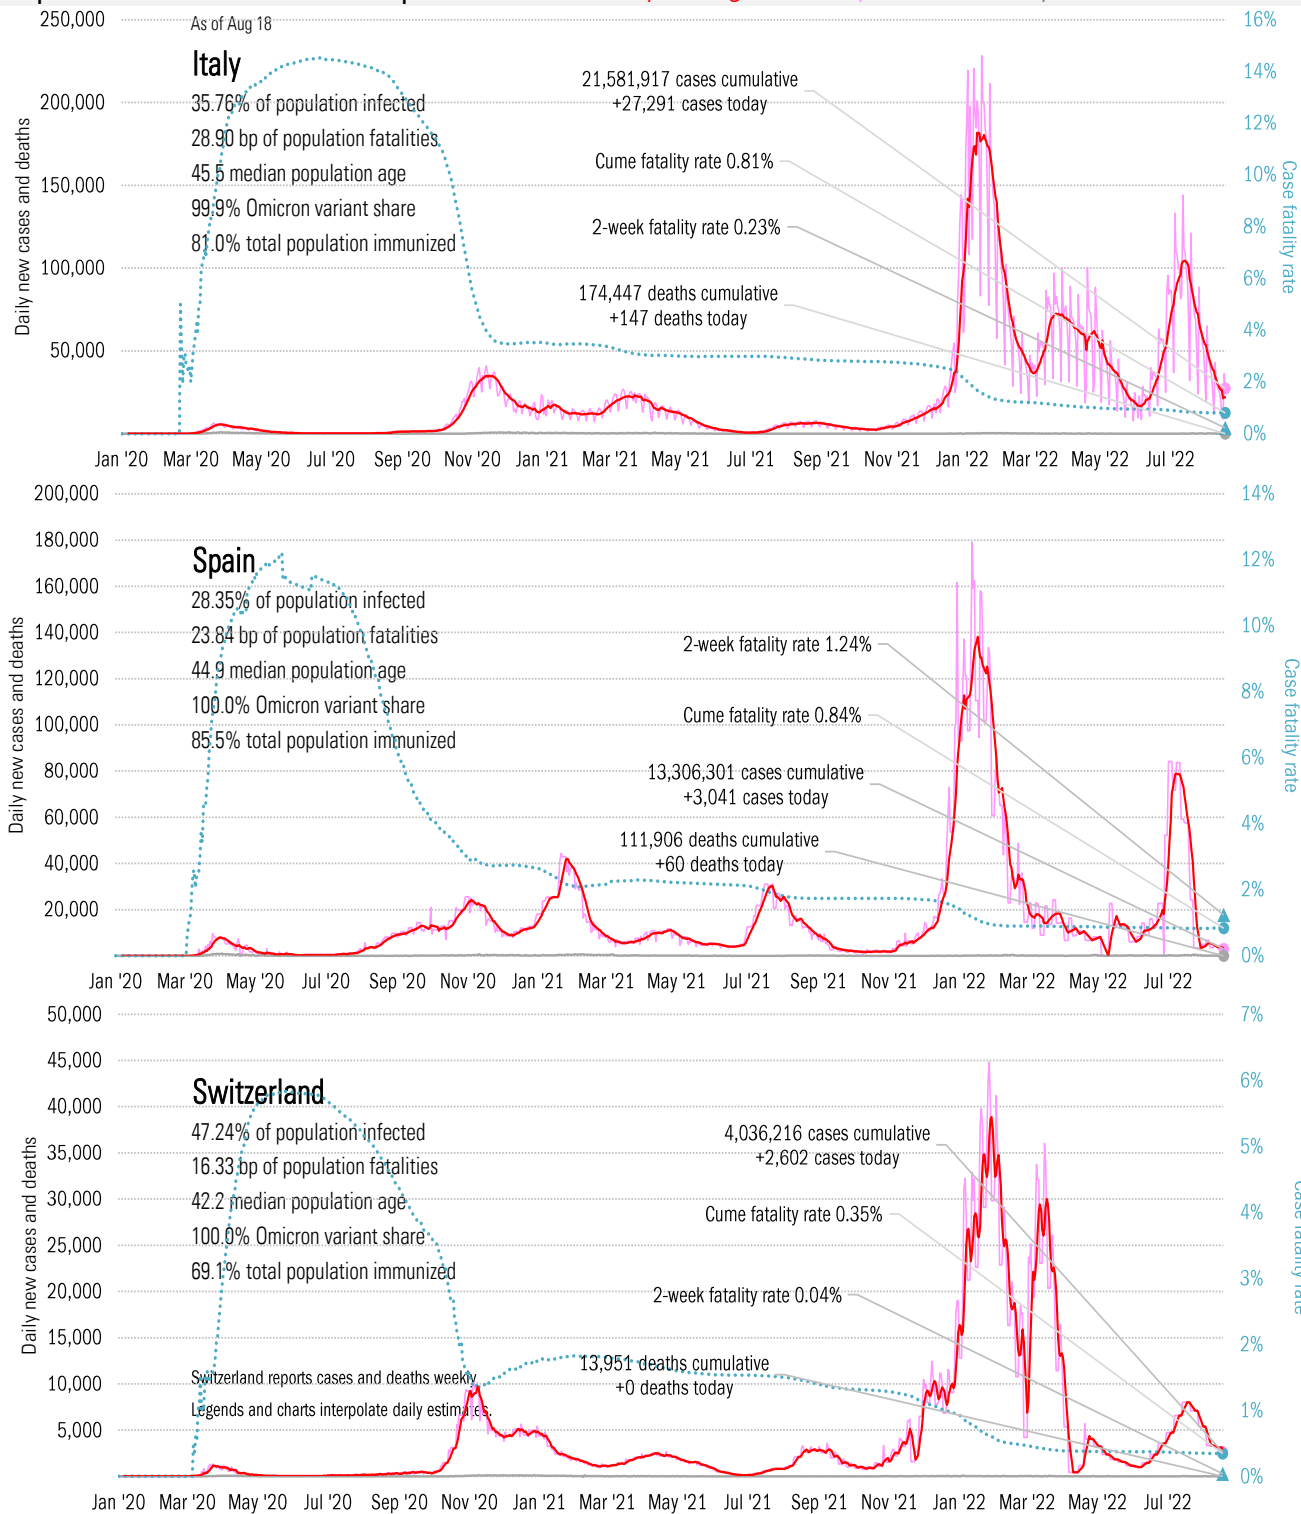 As of Aug 18
Italy
35.76% of population infected
28.90 bp of population fatalities
45.5 median population age
99.9% Omicron variant share
81.0% total population immunized
21,581,917 cases cumulative
+27,291 cases today
Cume fatality rate 0.81%
2-week fatality rate 0.23%
174,447 deaths cumulative
+147 deaths today
Daily new cases and deaths
250,000
200,000
150,000
100,000
50,000
16%
14%
12%
10%
8%
6%
4%
2%
0%
Case fatality rate
Jan '20 Mar '20 May '20 Jul '20 Sep '20 Nov '20 Jan '21 Mar '21 May '21 Jul '21 Sep '21 Nov '21 Jan '22 Mar '22 May '22 Jul '22
Spain
28.35% of population infected
23.84 bp of population fatalities
44.9 median population age
100.0% Omicron variant share
85.5% total population immunized
2-week fatality rate 1.24%
Cume fatality rate 0.84%
13,306,301 cases cumulative
+3,041 cases today
111,906 deaths cumulative
+60 deaths today
Daily new cases and deaths
200,000
180,000
160,000
140,000
120,000
100,000
80,000
60,000
40,000
20,000
14%
12%
10%
8%
6%
4%
2%
0%
Case fatality rate
Jan '20 Mar '20 May '20 Jul '20 Sep '20 Nov '20 Jan '21 Mar '21 May '21 Jul '21 Sep '21 Nov '21 Jan '22 Mar '22 May '22 Jul '22
Switzerland
47.24% of population infected
16.33 bp of population fatalities
42.2 median population age
100.0% Omicron variant share
69.1% total population immunized
Switzerland reports cases and deaths weekly.
Legends and charts interpolate daily estimates.
4,036,216 cases cumulative
+2,602 cases today
Cume fatality rate 0.35%
2-week fatality rate 0.04%
13,951 deaths cumulative
+0 deaths today
Daily new cases and deaths
50,000
45,000
40,000
35,000
30,000
25,000
20,000
15,000
10,000
5,000
7%
6%
5%
4%
3%
2%
1%
0%
Case fatality rate
Jan '20 Mar '20 May '20 Jul '20 Sep '20 Nov '20 Jan '21 Mar '21 May '21 Jul '21 Sep '21 Nov '21 Jan '22 Mar '22 May '22 Jul '22